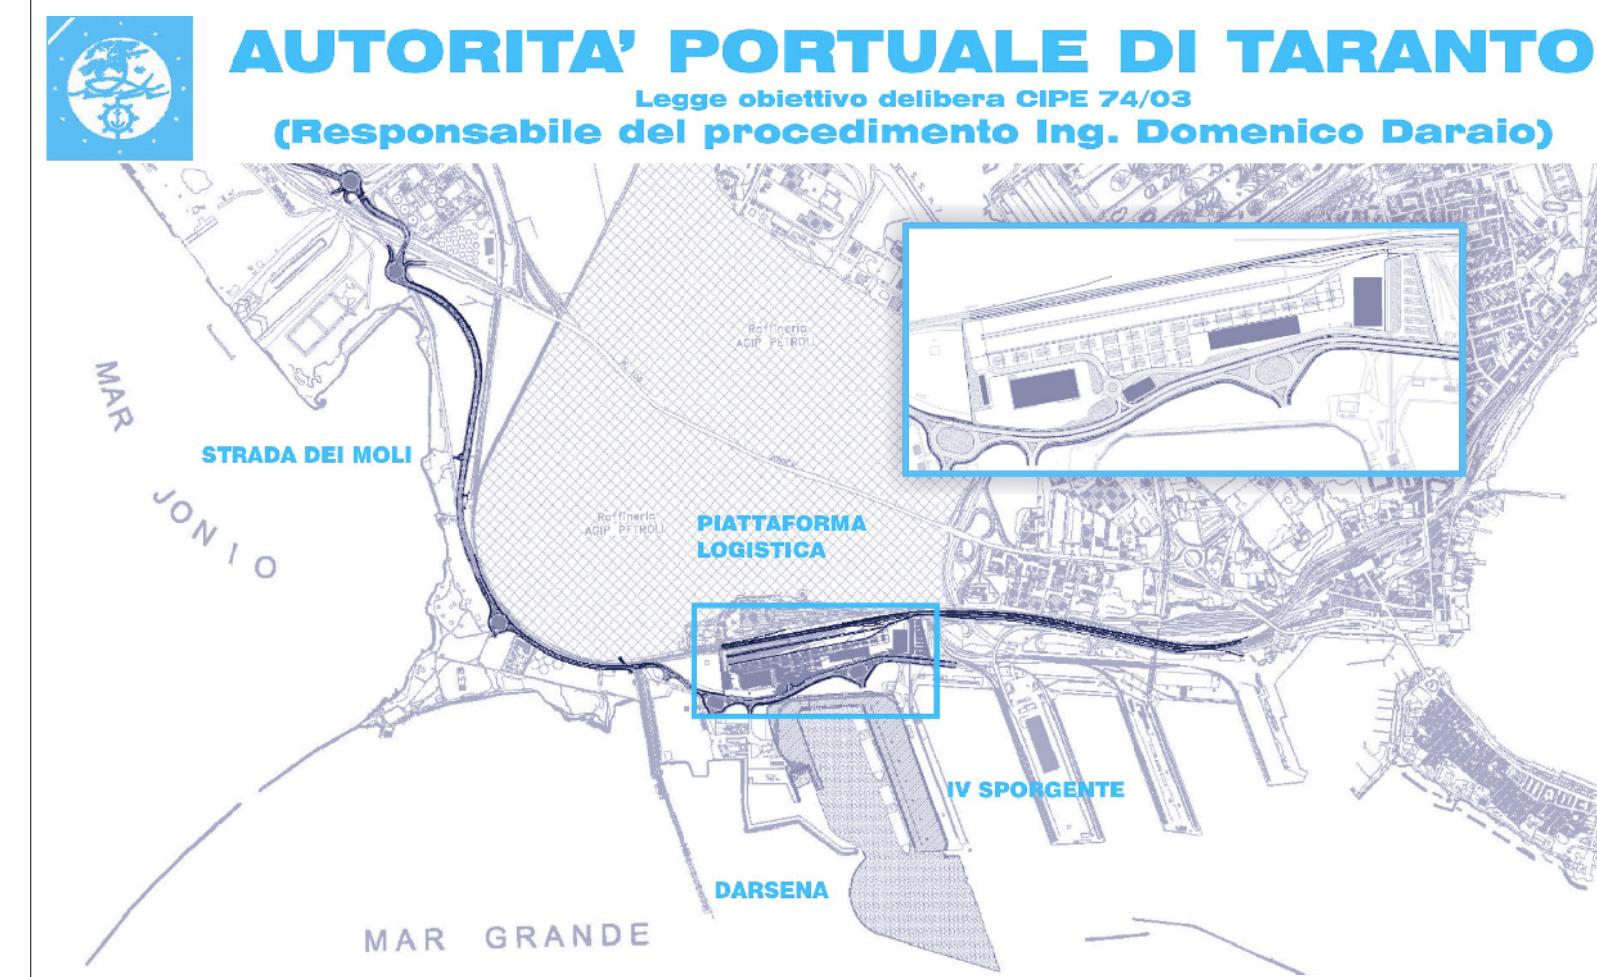 AUTORITA’ PORTUALE DI TARANTO
Legge obiettivo delibera CIPE 74/03
(Responsabile del procedimento Ing. Domenico Daraio)
Raffineria
AGIP PETROLI
MAR
JONIO
STRADA DEI MOLI
Raffineria
AGIP PETROLI
PIATTAFORMA
LOGISTICA
IV SPORGENTE
DARSENA
MAR GRANDE